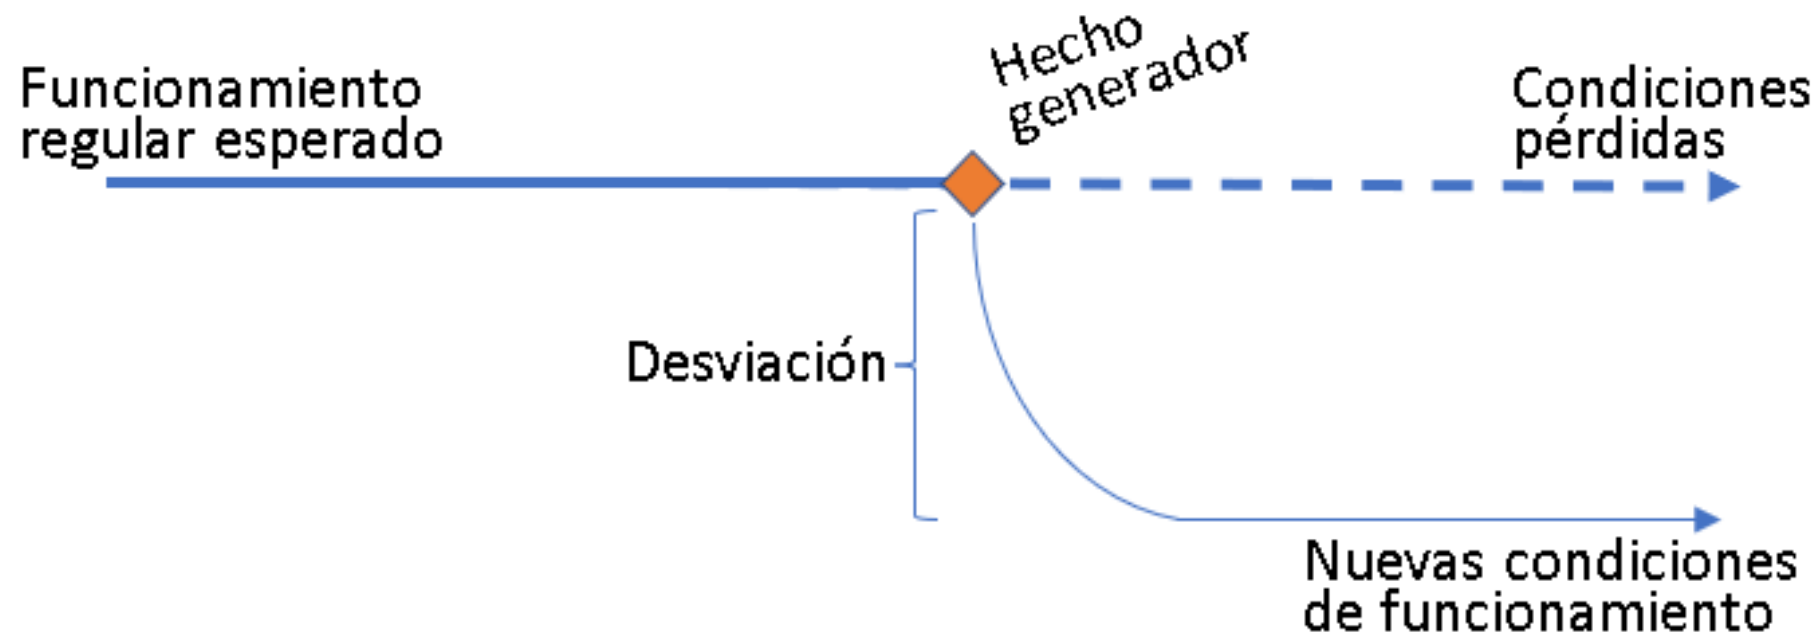 Funcionamiento
regular esperado
Hecho
generador
Condiciones
pérdidas
Desviación
Nuevas condiciones
de funcionamiento